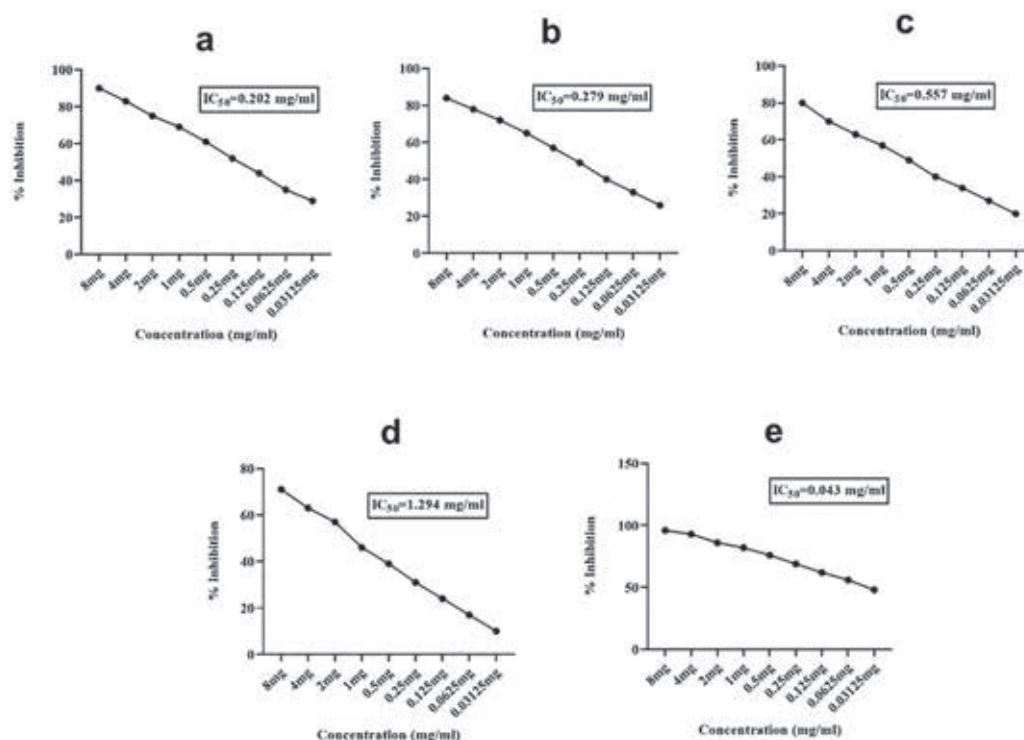 a
IC50=0.202 mg/ml
% Inhibition
100
80
60
40
20
0
8mg
4mg
2mg
1mg
0.5mg
0.25mg
0.125mg
0.0625mg
0.03125mg
Concentration (mg/ml)
b
IC50=0.279 mg/ml
% Inhibition
100
80
60
40
20
0
8mg
4mg
2mg
1mg
0.5mg
0.25mg
0.125mg
0.0625mg
0.03125mg
Concentration (mg/ml)
c
IC50=0.557 mg/ml
% Inhibition
100
80
60
40
20
0
8mg
4mg
2mg
1mg
0.5mg
0.25mg
0.125mg
0.0625mg
0.03125mg
Concentration (mg/ml)
d
IC50=1.294 mg/ml
% Inhibition
80
60
40
20
0
8mg
4mg
2mg
1mg
0.5mg
0.25mg
0.125mg
0.0625mg
0.03125mg
Concentration (mg/ml)
e
IC50=0.043 mg/ml
% Inhibition
150
100
50
0
8mg
4mg
2mg
1mg
0.5mg
0.25mg
0.125mg
0.0625mg
0.03125mg
Concentration (mg/ml)